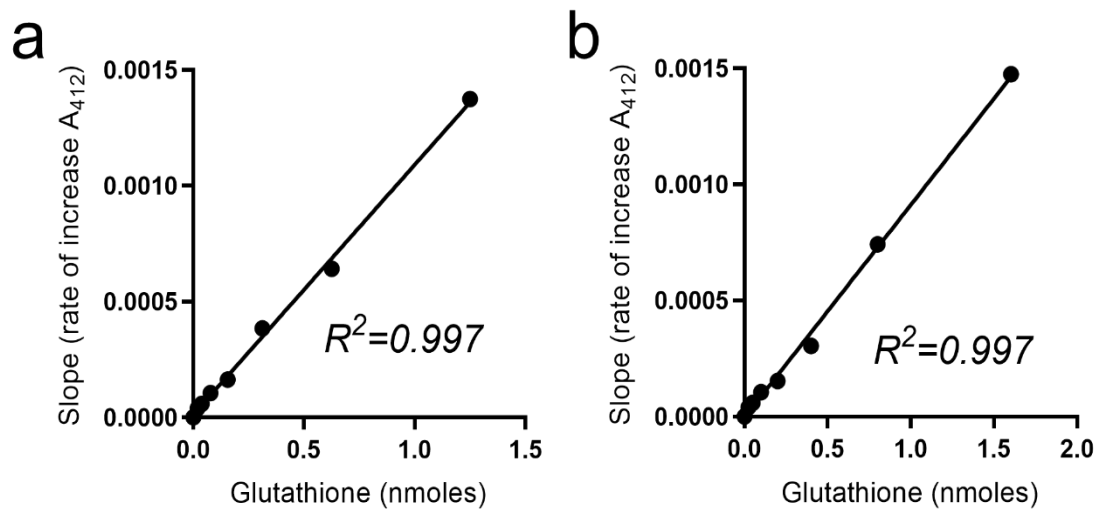 a
Slope (rate of increase A412)
0.0015
0.0010
0.0005
0.0000
R2=0.997
0.0
0.5
1.0
1.5
Glutathione (nmoles)
b
Slope (rate of increase A412)
0.0015
0.0010
0.0005
0.0000
R2=0.997
0.0
0.5
1.0
1.5
2.0
Glutathione (nmoles)